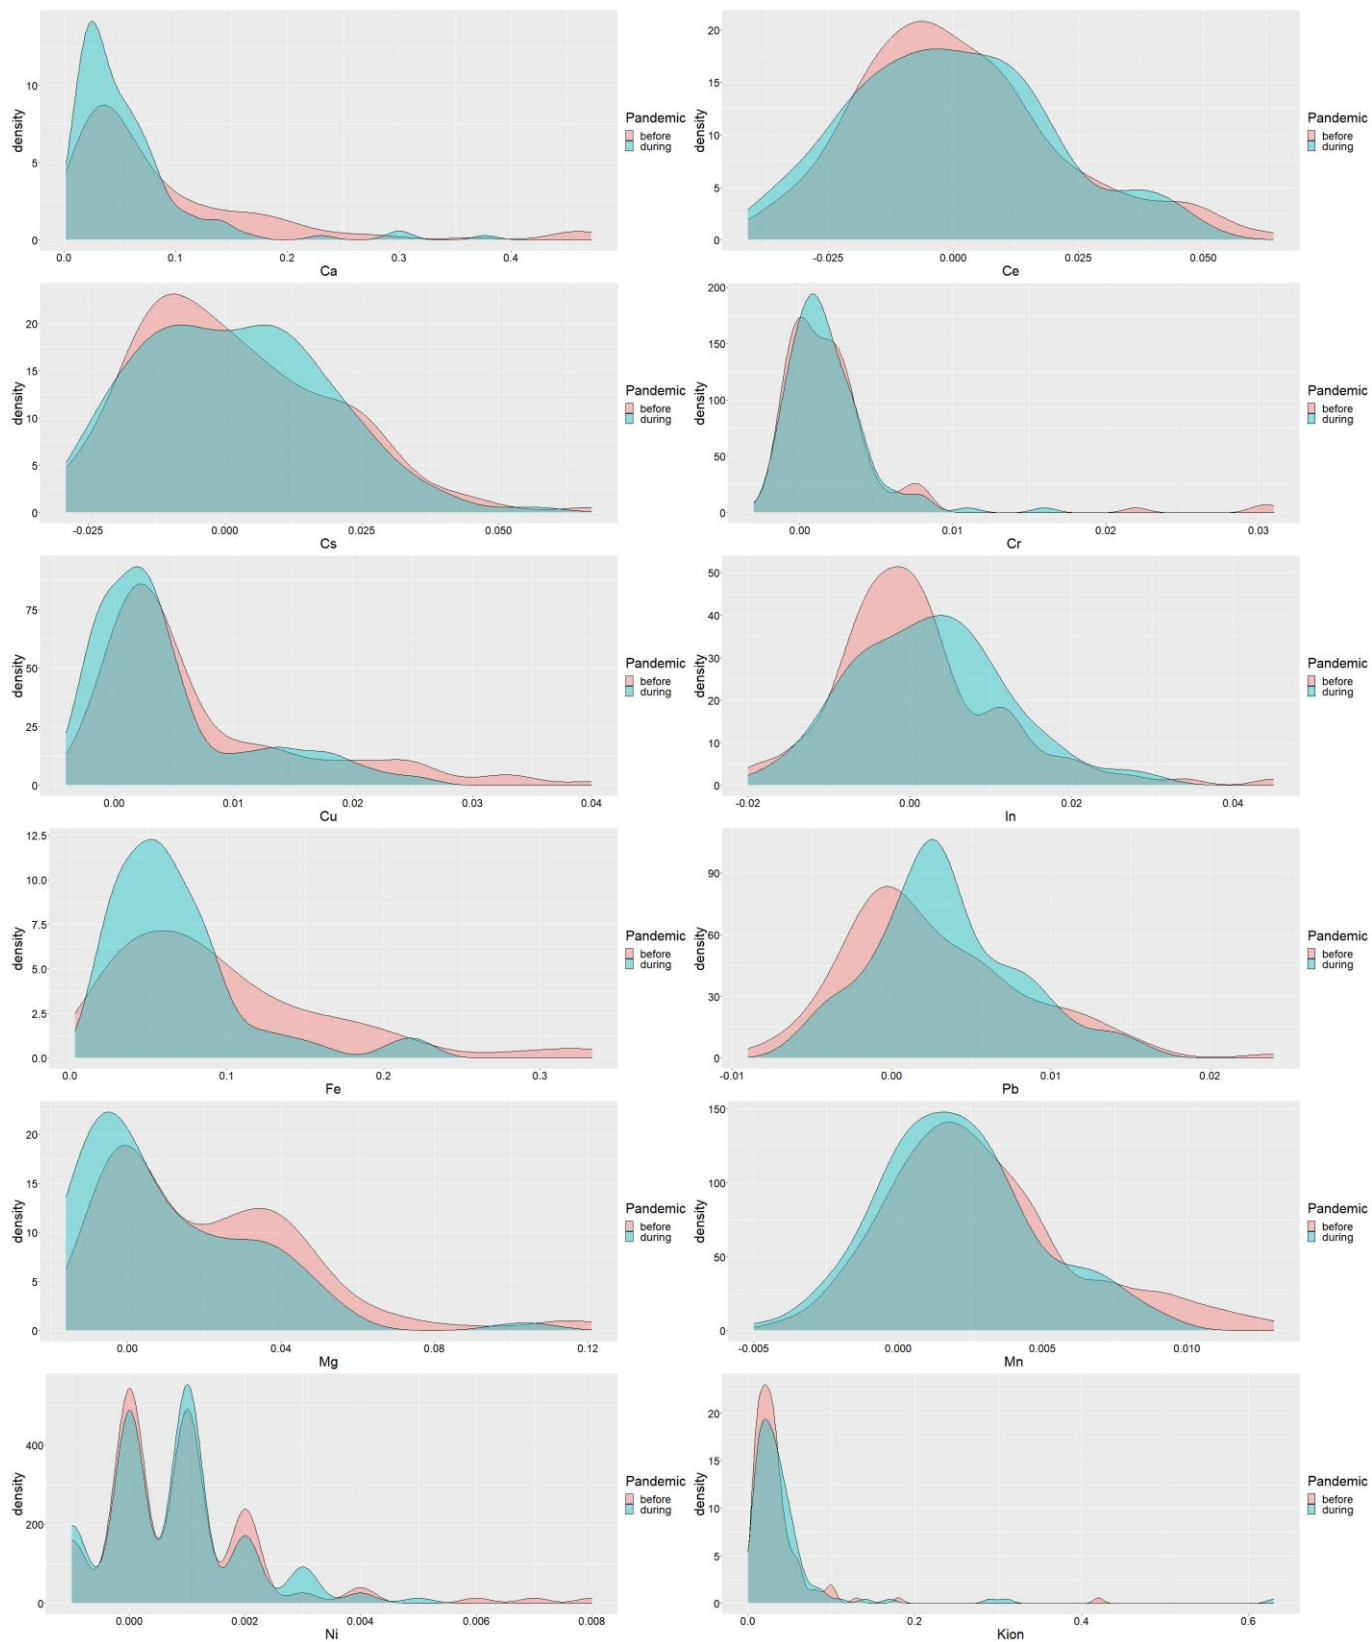 10-
5-
0-
density
0.0 0.1 0.2 0.3 0.4
Ca
Pandemic
before
during
20-
15-
10-
5-
0-
density
-0.025 0.000 0.025 0.050
Ce
Pandemic
before
during
20-
15-
10-
5-
0-
density
-0.025 0.000 0.025 0.050
Cs
Pandemic
before
during
200-
150-
100-
50-
0-
density
0.00 0.01 0.02 0.03
Cr
Pandemic
before
during
75-
50-
25-
0-
density
0.00 0.01 0.02 0.03 0.04
Cu
Pandemic
before
during
50-
40-
30-
20-
10-
0-
density
-0.02 0.00 0.02 0.04
In
Pandemic
before
during
12.5-
10.0-
7.5-
5.0-
2.5-
0.0-
density
0.0 0.1 0.2 0.3
Fe
Pandemic
before
during
90-
60-
30-
0-
density
-0.01 0.00 0.01 0.02
Pb
Pandemic
before
during
20-
15-
10-
5-
0-
density
0.00 0.04 0.08 0.12
Mg
Pandemic
before
during
150-
100-
50-
0-
density
-0.005 0.000 0.005 0.010
Mn
Pandemic
before
during
400-
200-
0-
density
0.000 0.002 0.004 0.006 0.008
Ni
Pandemic
before
during
20-
15-
10-
5-
0-
density
0.0 0.2 0.4 0.6
Kion
Pandemic
before
during